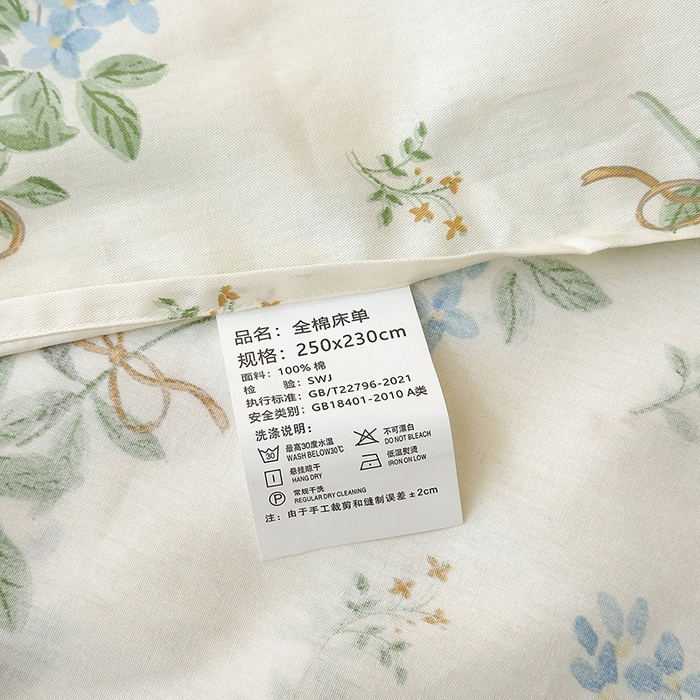 品名：全棉床单
规格：250x230cm
面料：100% 棉
检 验：SWJ
执行标准：GB/T22796-2021
安全类别：GB18401-2010 A类
洗涤说明：
30 最高30度水温 不可漂白
WASH BELOW30℃ DO NOT BLEACH
悬挂晾干 低温熨烫
HANG DRY IRON ON LOW
P 常规干洗
REGULAR DRY CLEANING
注：由于手工裁剪和缝制误差±2cm